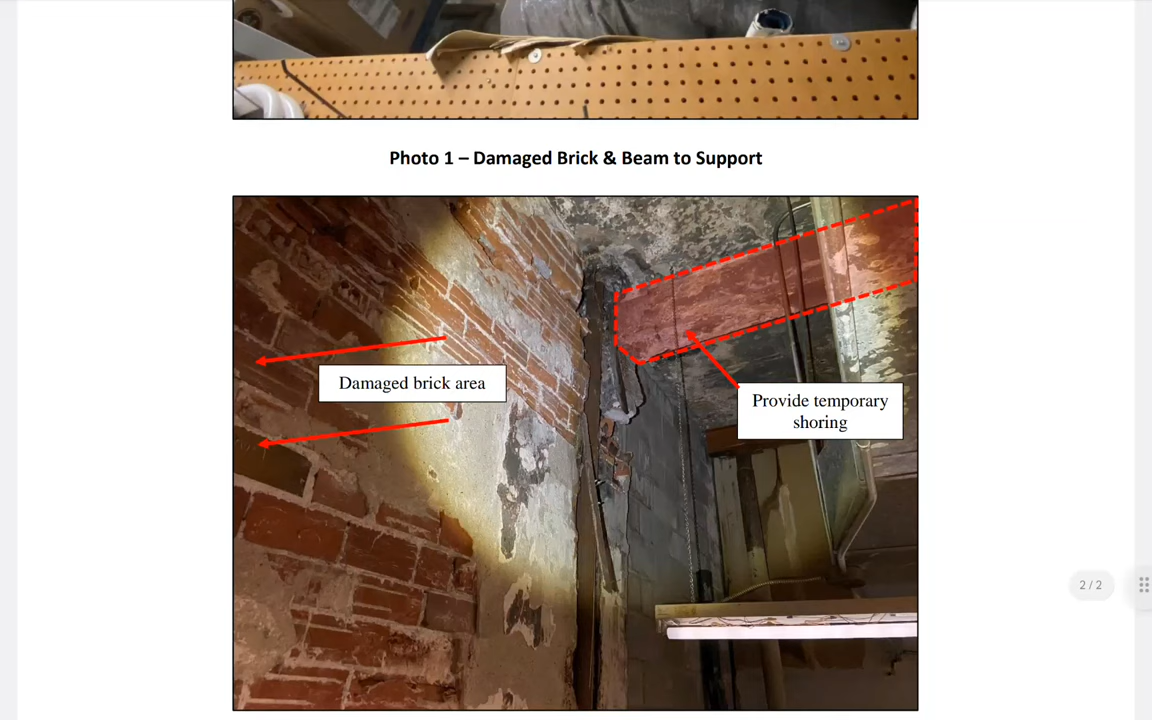 Photo 1 – Damaged Brick & Beam to Support
Damaged brick area
Provide temporary
shoring
2 / 2